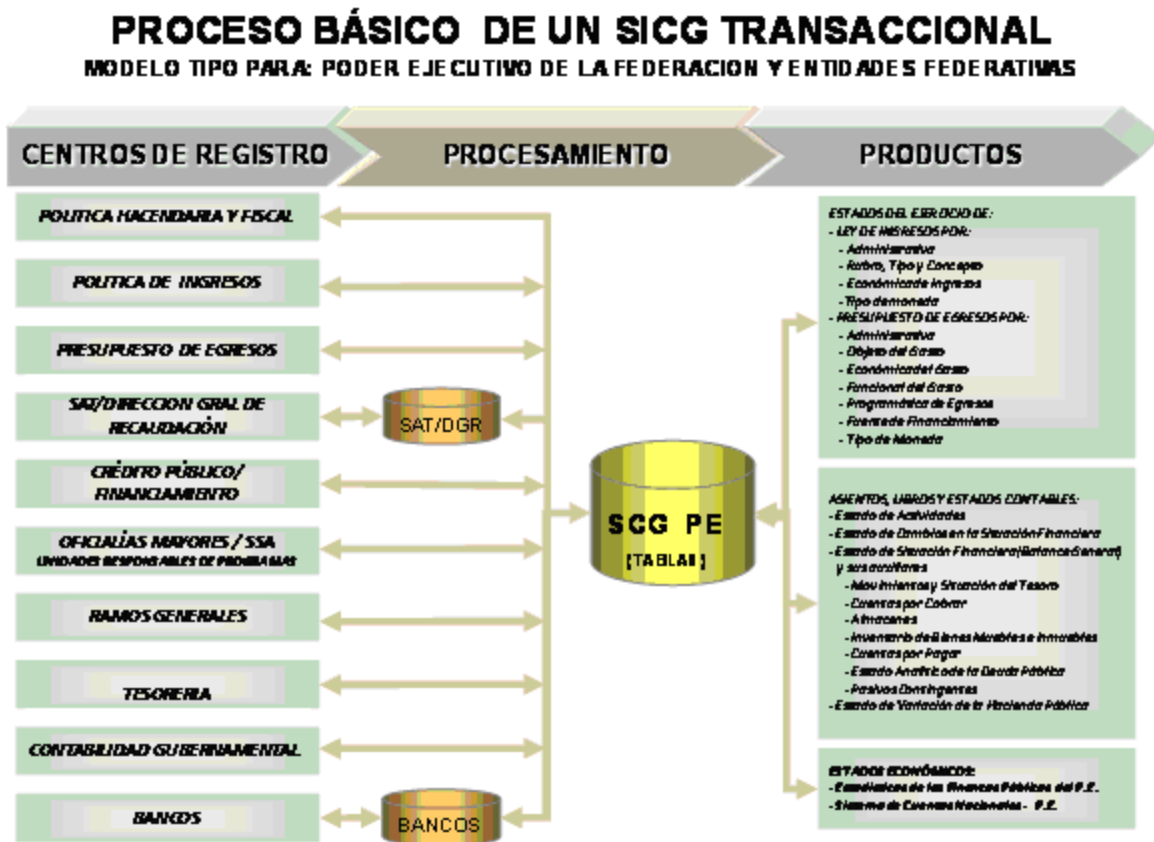 PROCESO BÁSICO DE UN SICG TRANSACCIONAL
MODELO TIPO PARA: PODER EJECUTIVO DE LA FEDERACION Y ENTIDADES FEDERATIVAS
CENTROS DE REGISTRO
PROCESAMIENTO
PRODUCTOS
POLITICA HACENDARIA Y FISCAL
POLITICA DE INGRESOS
PRESUPUESTO DE EGRESOS
SAT/DIRECCION GRAL DE
RECAUDACIÓN
CRÉDITO PÚBLICO/
FINANCIAMIENTO
OFICIALÍAS MAYORES / SSA
UNIDADES RESPONSABLES DE PROGRAMAS
RAMOS GENERALES
TESORERIA
CONTABILIDAD GUBERNAMENTAL
BANCOS
SAT/DGR
BANCOS
SCG PE
(TABLAS)
ESTADOS DEL EJERCICIO DE:
- LEY DE INGRESOS POR:
- Administrativa
- Rubro, Tipo y Concepto
- Económica de Ingresos
- Tipo de moneda
- PRESUPUESTO DE EGRESOS POR:
- Administrativa
- Objeto del Gasto
- Económica del Gasto
- Funcional del Gasto
- Programática de Egresos
- Fuente de Financiamiento
- Tipo de Moneda
ASIENTOS, LIBROS Y ESTADOS CONTABLES:
- Estado de Actividades
- Estado de Cambios en la Situación Financiera
- Estado de Situación Financiera (Balance General)
y sus auxiliares
- Movimientos y Situación del Tesoro
- Cuentas por Cobrar
- Almacenes
- Inventario de Bienes Muebles e Inmuebles
- Cuentas por Pagar
- Estado Analítico de la Deuda Pública
- Pasivos Contingentes
- Estado de Variación de la Hacienda Pública
ESTADOS ECONÓMICOS:
- Estadísticas de las Finanzas Públicas del P.E.
- Sistema de Cuentas Nacionales - P.E.